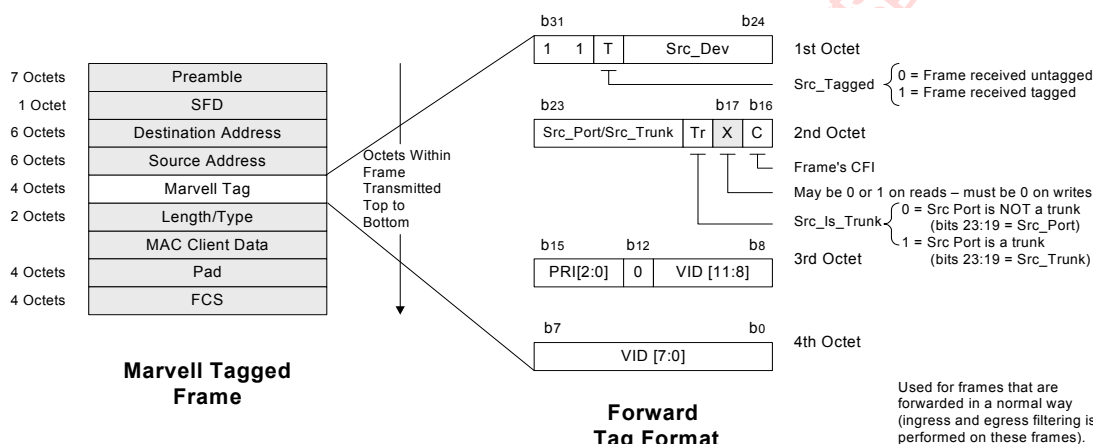 7 Octets Preamble
1 Octet SFD
6 Octets Destination Address
6 Octets Source Address
4 Octets Marvell Tag
2 Octets Length/Type
MAC Client Data
4 Octets Pad
4 Octets FCS
Marvell Tagged
Frame
Octets Within
Frame
Transmitted
Top to
Bottom
b31 b24
1 1 T Src_Dev 1st Octet
Src_Tagged
0 = Frame received untagged
1 = Frame received tagged
b23 b17 b16
Src_Port/Src_Trunk Tr X C 2nd Octet
Frame's CFI
May be 0 or 1 on reads – must be 0 on writes
Src_Is_Trunk
0 = Src Port is NOT a trunk
(bits 23:19 = Src_Port)
1 = Src Port is a trunk
(bits 23:19 = Src_Trunk)
b15 b12 b8
PRI[2:0] 0 VID [11:8] 3rd Octet
b7 b0
VID [7:0] 4th Octet
Forward
Tag Format
Used for frames that are
forwarded in a normal way
(ingress and egress filtering is
performed on these frames).